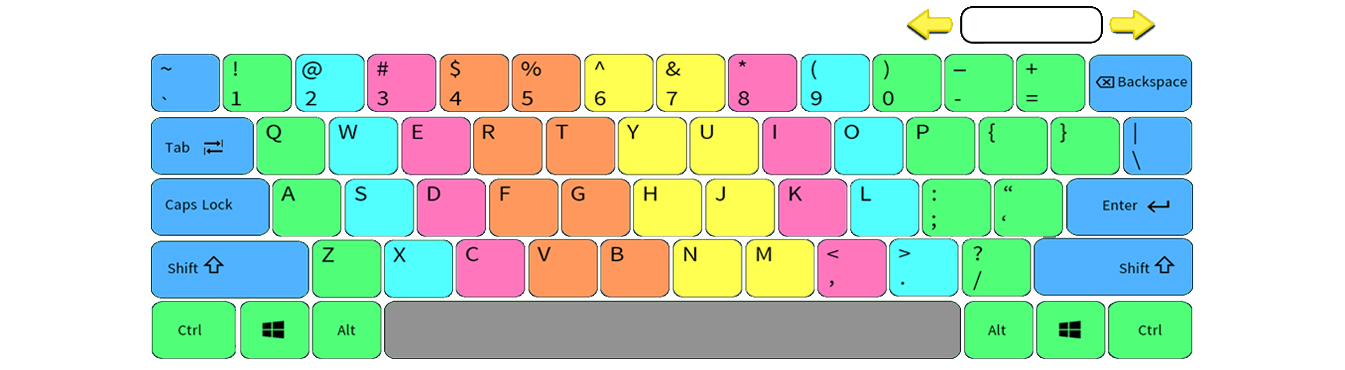 ~ ! @ # $ % ^ & * ( ) – +
` 1 2 3 4 5 6 7 8 9 0 - = Backspace
Tab Q W E R T Y U I O P { } | \
Caps Lock A S D F G H J K L : ; “ ‘ Enter
Shift Z X C V B N M < , > . ? / Shift
Ctrl Alt Alt Ctrl